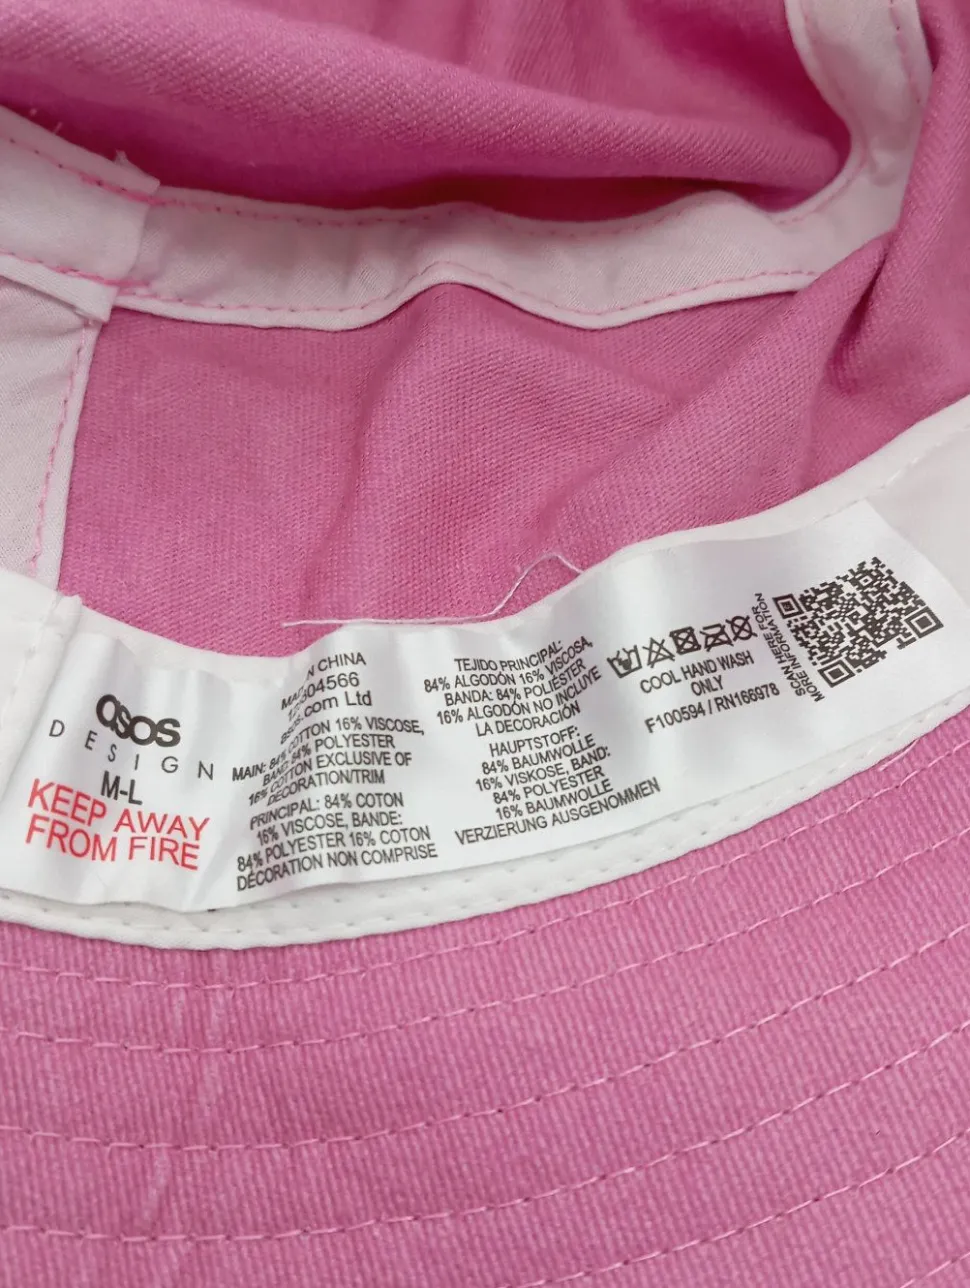 asos
DESIGN
M-L
KEEP AWAY
FROM FIRE
CHINA
.com Ltd
MAIN: 84% COTTON 16% VISCOSE,
BAND: 84% POLYESTER
16% COTTON EXCLUSIVE OF
DECORATION/TRIM
PRINCIPAL: 84% COTON
16% VISCOSE, BANDE:
84% POLYESTER 16% COTON
DÉCORATION NON COMPRISE
TEJIDO PRINCIPAL:
84% ALGODÓN 16% VISCOSA,
BANDA: 84% POLIÉSTER
16% ALGODÓN NO INCLUYE
LA DECORACIÓN
HAUPTSTOFF:
84% BAUMWOLLE
16% VISKOSE, BAND:
84% POLYESTER
16% BAUMWOLLE
VERZIERUNG AUSGENOMMEN
COOL HAND WASH
ONLY
F100594 / RN166978
SCAN HERE FOR
MORE INFORMATION